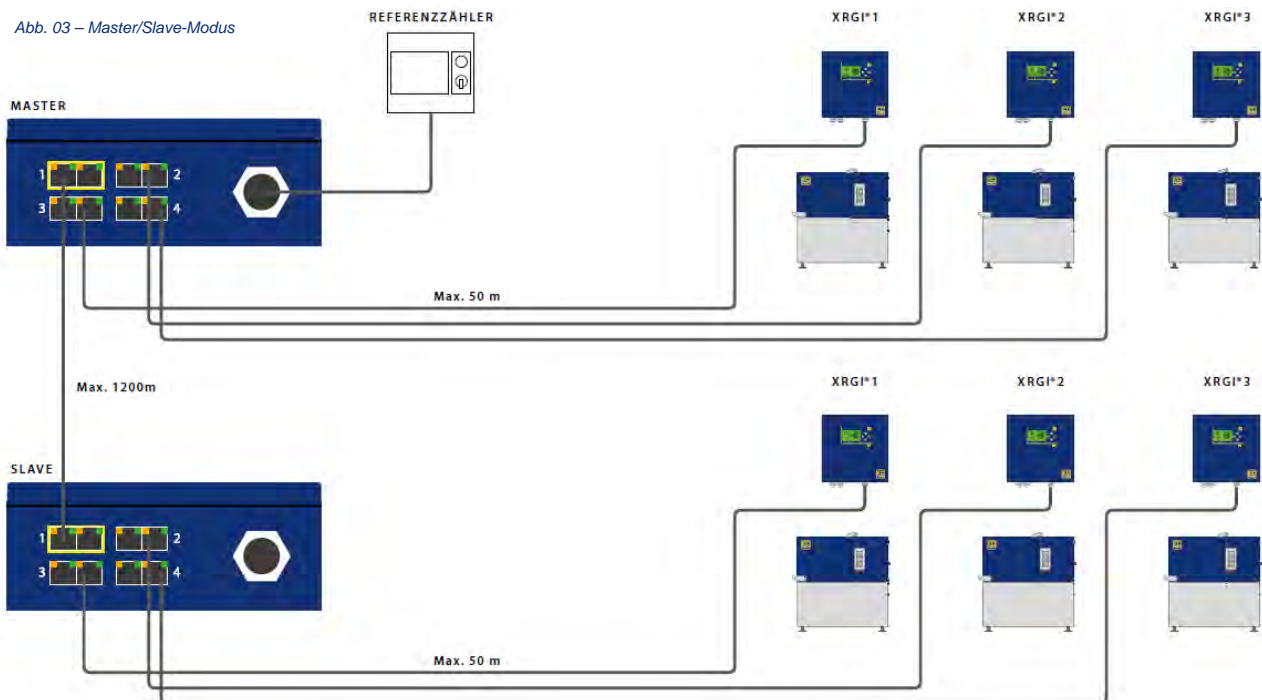 Abb. 03 – Master/Slave-Modus
REFERENZZÄHLER
XRGI®1
XRGI®2
XRGI®3
MASTER
1
2
3
4
Max. 50 m
Max. 1200m
XRGI®1
XRGI®2
XRGI®3
SLAVE
1
2
3
4
Max. 50 m